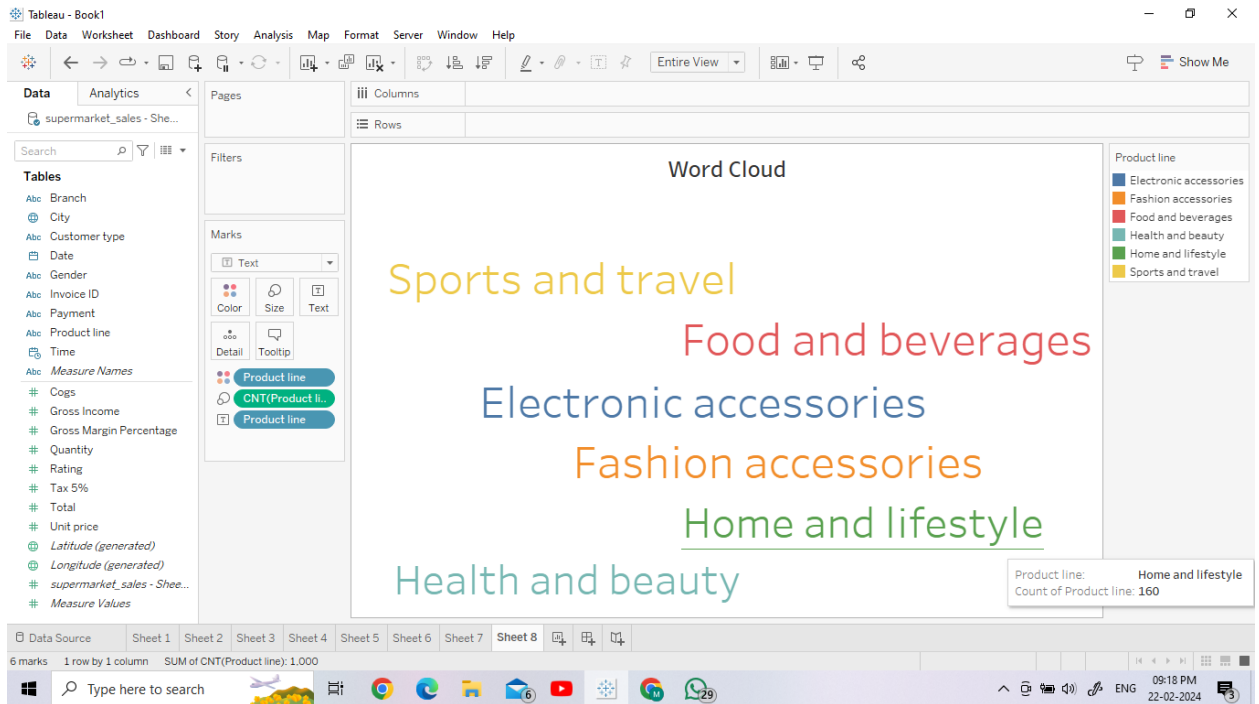 Tableau - Book1
File Data Worksheet Dashboard Story Analysis Map Format Server Window Help
Entire View
Show Me
Data Analytics
supermarket_sales - She...
Search
Tables
Abc Branch
City
Abc Customer type
Date
Abc Gender
Abc Invoice ID
Abc Payment
Abc Product line
Time
Abc Measure Names
# Cogs
# Gross Income
# Gross Margin Percentage
# Quantity
# Rating
# Tax 5%
# Total
# Unit price
Latitude (generated)
Longitude (generated)
# supermarket_sales - Shee...
# Measure Values
Pages
Filters
Marks
T Text
Color Size Text
Detail Tooltip
Product line
CNT(Product li..
Product line
Columns
Rows
Word Cloud
Sports and travel
Food and beverages
Electronic accessories
Fashion accessories
Home and lifestyle
Health and beauty
Product line: Home and lifestyle
Count of Product line: 160
Product line
Electronic accessories
Fashion accessories
Food and beverages
Health and beauty
Home and lifestyle
Sports and travel
Data Source Sheet 1 Sheet 2 Sheet 3 Sheet 4 Sheet 5 Sheet 6 Sheet 7 Sheet 8
6 marks 1 row by 1 column SUM of CNT(Product line): 1,000
Type here to search
6
M
29
ENG
09:18 PM
22-02-2024
3